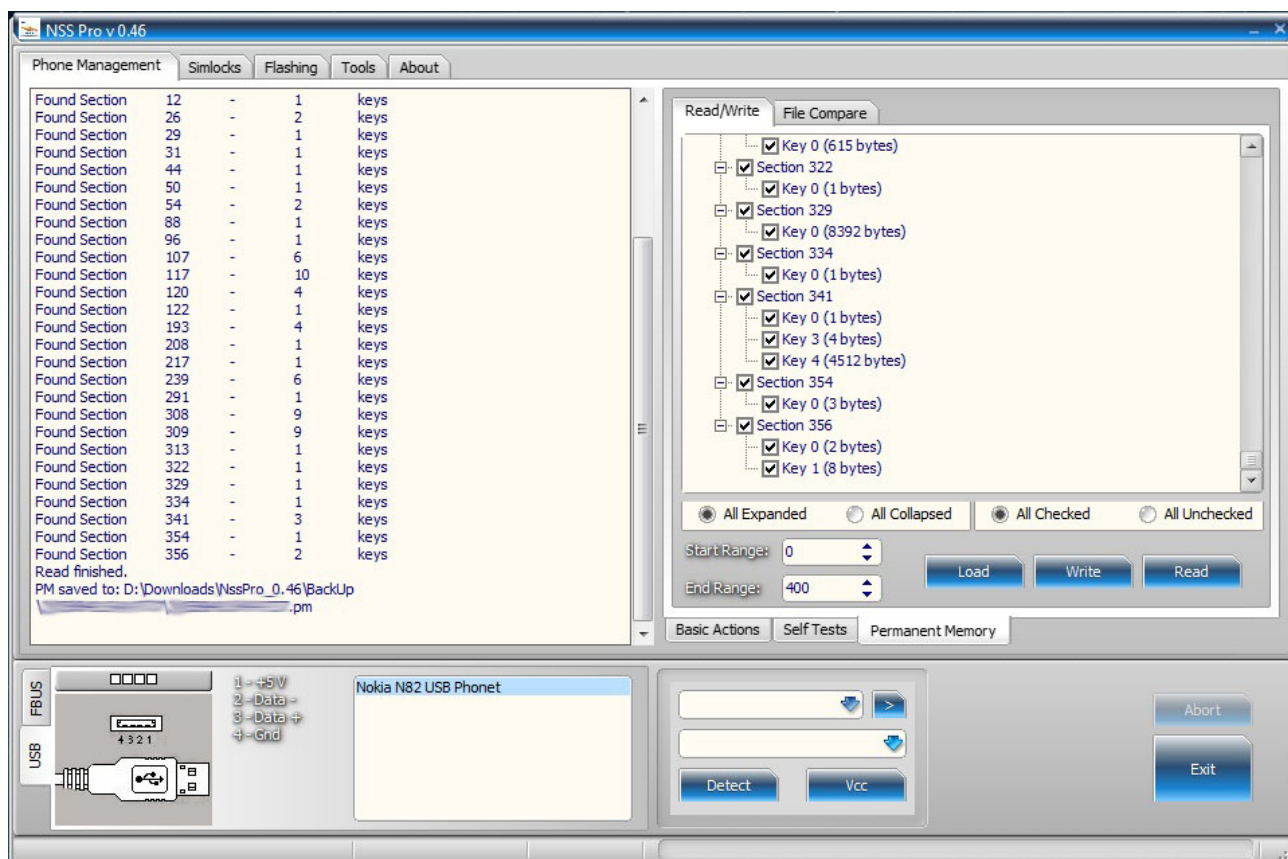 NSS Pro v 0.46
Phone Management Simlocks Flashing Tools About
Found Section 12 - 1 keys
Found Section 26 - 2 keys
Found Section 29 - 1 keys
Found Section 31 - 1 keys
Found Section 44 - 1 keys
Found Section 50 - 1 keys
Found Section 54 - 2 keys
Found Section 88 - 1 keys
Found Section 96 - 1 keys
Found Section 107 - 6 keys
Found Section 117 - 10 keys
Found Section 120 - 4 keys
Found Section 122 - 1 keys
Found Section 193 - 4 keys
Found Section 208 - 1 keys
Found Section 217 - 1 keys
Found Section 239 - 6 keys
Found Section 291 - 1 keys
Found Section 308 - 9 keys
Found Section 309 - 9 keys
Found Section 313 - 1 keys
Found Section 322 - 1 keys
Found Section 329 - 1 keys
Found Section 334 - 1 keys
Found Section 341 - 3 keys
Found Section 354 - 1 keys
Found Section 356 - 2 keys
Read finished.
PM saved to: D:\Downloads\NssPro_0.46\BackUp
\ \ .pm
Read/Write File Compare
Key 0 (615 bytes)
Section 322
Key 0 (1 bytes)
Section 329
Key 0 (8392 bytes)
Section 334
Key 0 (1 bytes)
Section 341
Key 0 (1 bytes)
Key 3 (4 bytes)
Key 4 (4512 bytes)
Section 354
Key 0 (3 bytes)
Section 356
Key 0 (2 bytes)
Key 1 (8 bytes)
All Expanded All Collapsed All Checked All Unchecked
Start Range: 0
End Range: 400
Load Write Read
Basic Actions Self Tests Permanent Memory
FBUS
USB
4 3 2 1
1 - +5V
2 - Data -
3 - Data +
4 - Gnd
Nokia N82 USB Phonet
>
Detect Vcc
Abort
Exit